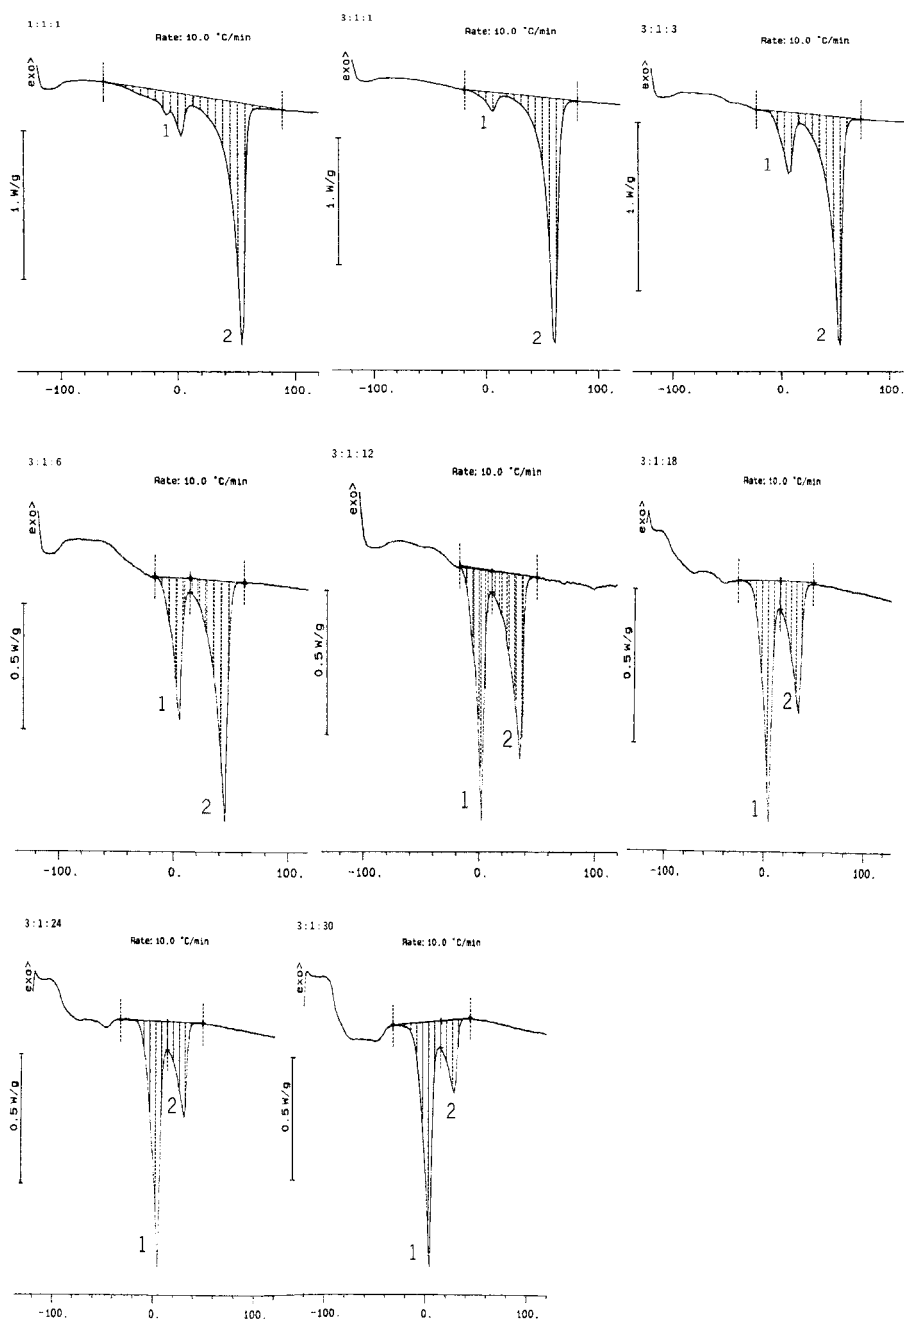 1:1:1
Rate: 10.0 °C/min
exo>
1. W/g
1
2
-100.
0.
100.
3:1:1
Rate: 10.0 °C/min
exo>
1. W/g
1
2
-100.
0.
100.
3:1:3
Rate: 10.0 °C/min
exo>
1. W/g
1
2
-100.
0.
100.
3:1:6
Rate: 10.0 °C/min
exo>
0.5 W/g
1
2
-100.
0.
100.
3:1:12
Rate: 10.0 °C/min
exo>
0.5 W/g
1
2
-100.
0.
100.
3:1:18
Rate: 10.0 °C/min
exo>
0.5 W/g
1
2
-100.
0.
100.
3:1:24
Rate: 10.0 °C/min
exo>
0.5 W/g
1
2
-100.
0.
100.
3:1:30
Rate: 10.0 °C/min
exo>
0.5 W/g
1
2
-100.
0.
100.